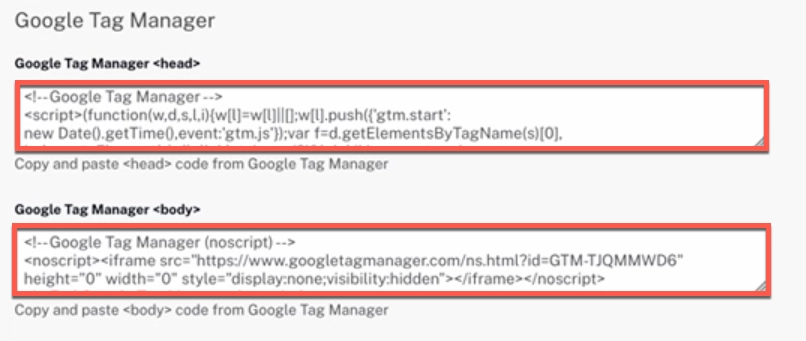 Google Tag Manager
Google Tag Manager <head>
<!-- Google Tag Manager -->
<script>(function(w,d,s,l,i){w[l]=w[l]||[];w[l].push({'gtm.start':
new Date().getTime(),event:'gtm.js'});var f=d.getElementsByTagName(s)[0],
Copy and paste <head> code from Google Tag Manager
Google Tag Manager <body>
<!-- Google Tag Manager (noscript) -->
<noscript><iframe src="https://www.googletagmanager.com/ns.html?id=GTM-TJQMMWD6"
height="0" width="0" style="display:none;visibility:hidden"></iframe></noscript>
Copy and paste <body> code from Google Tag Manager